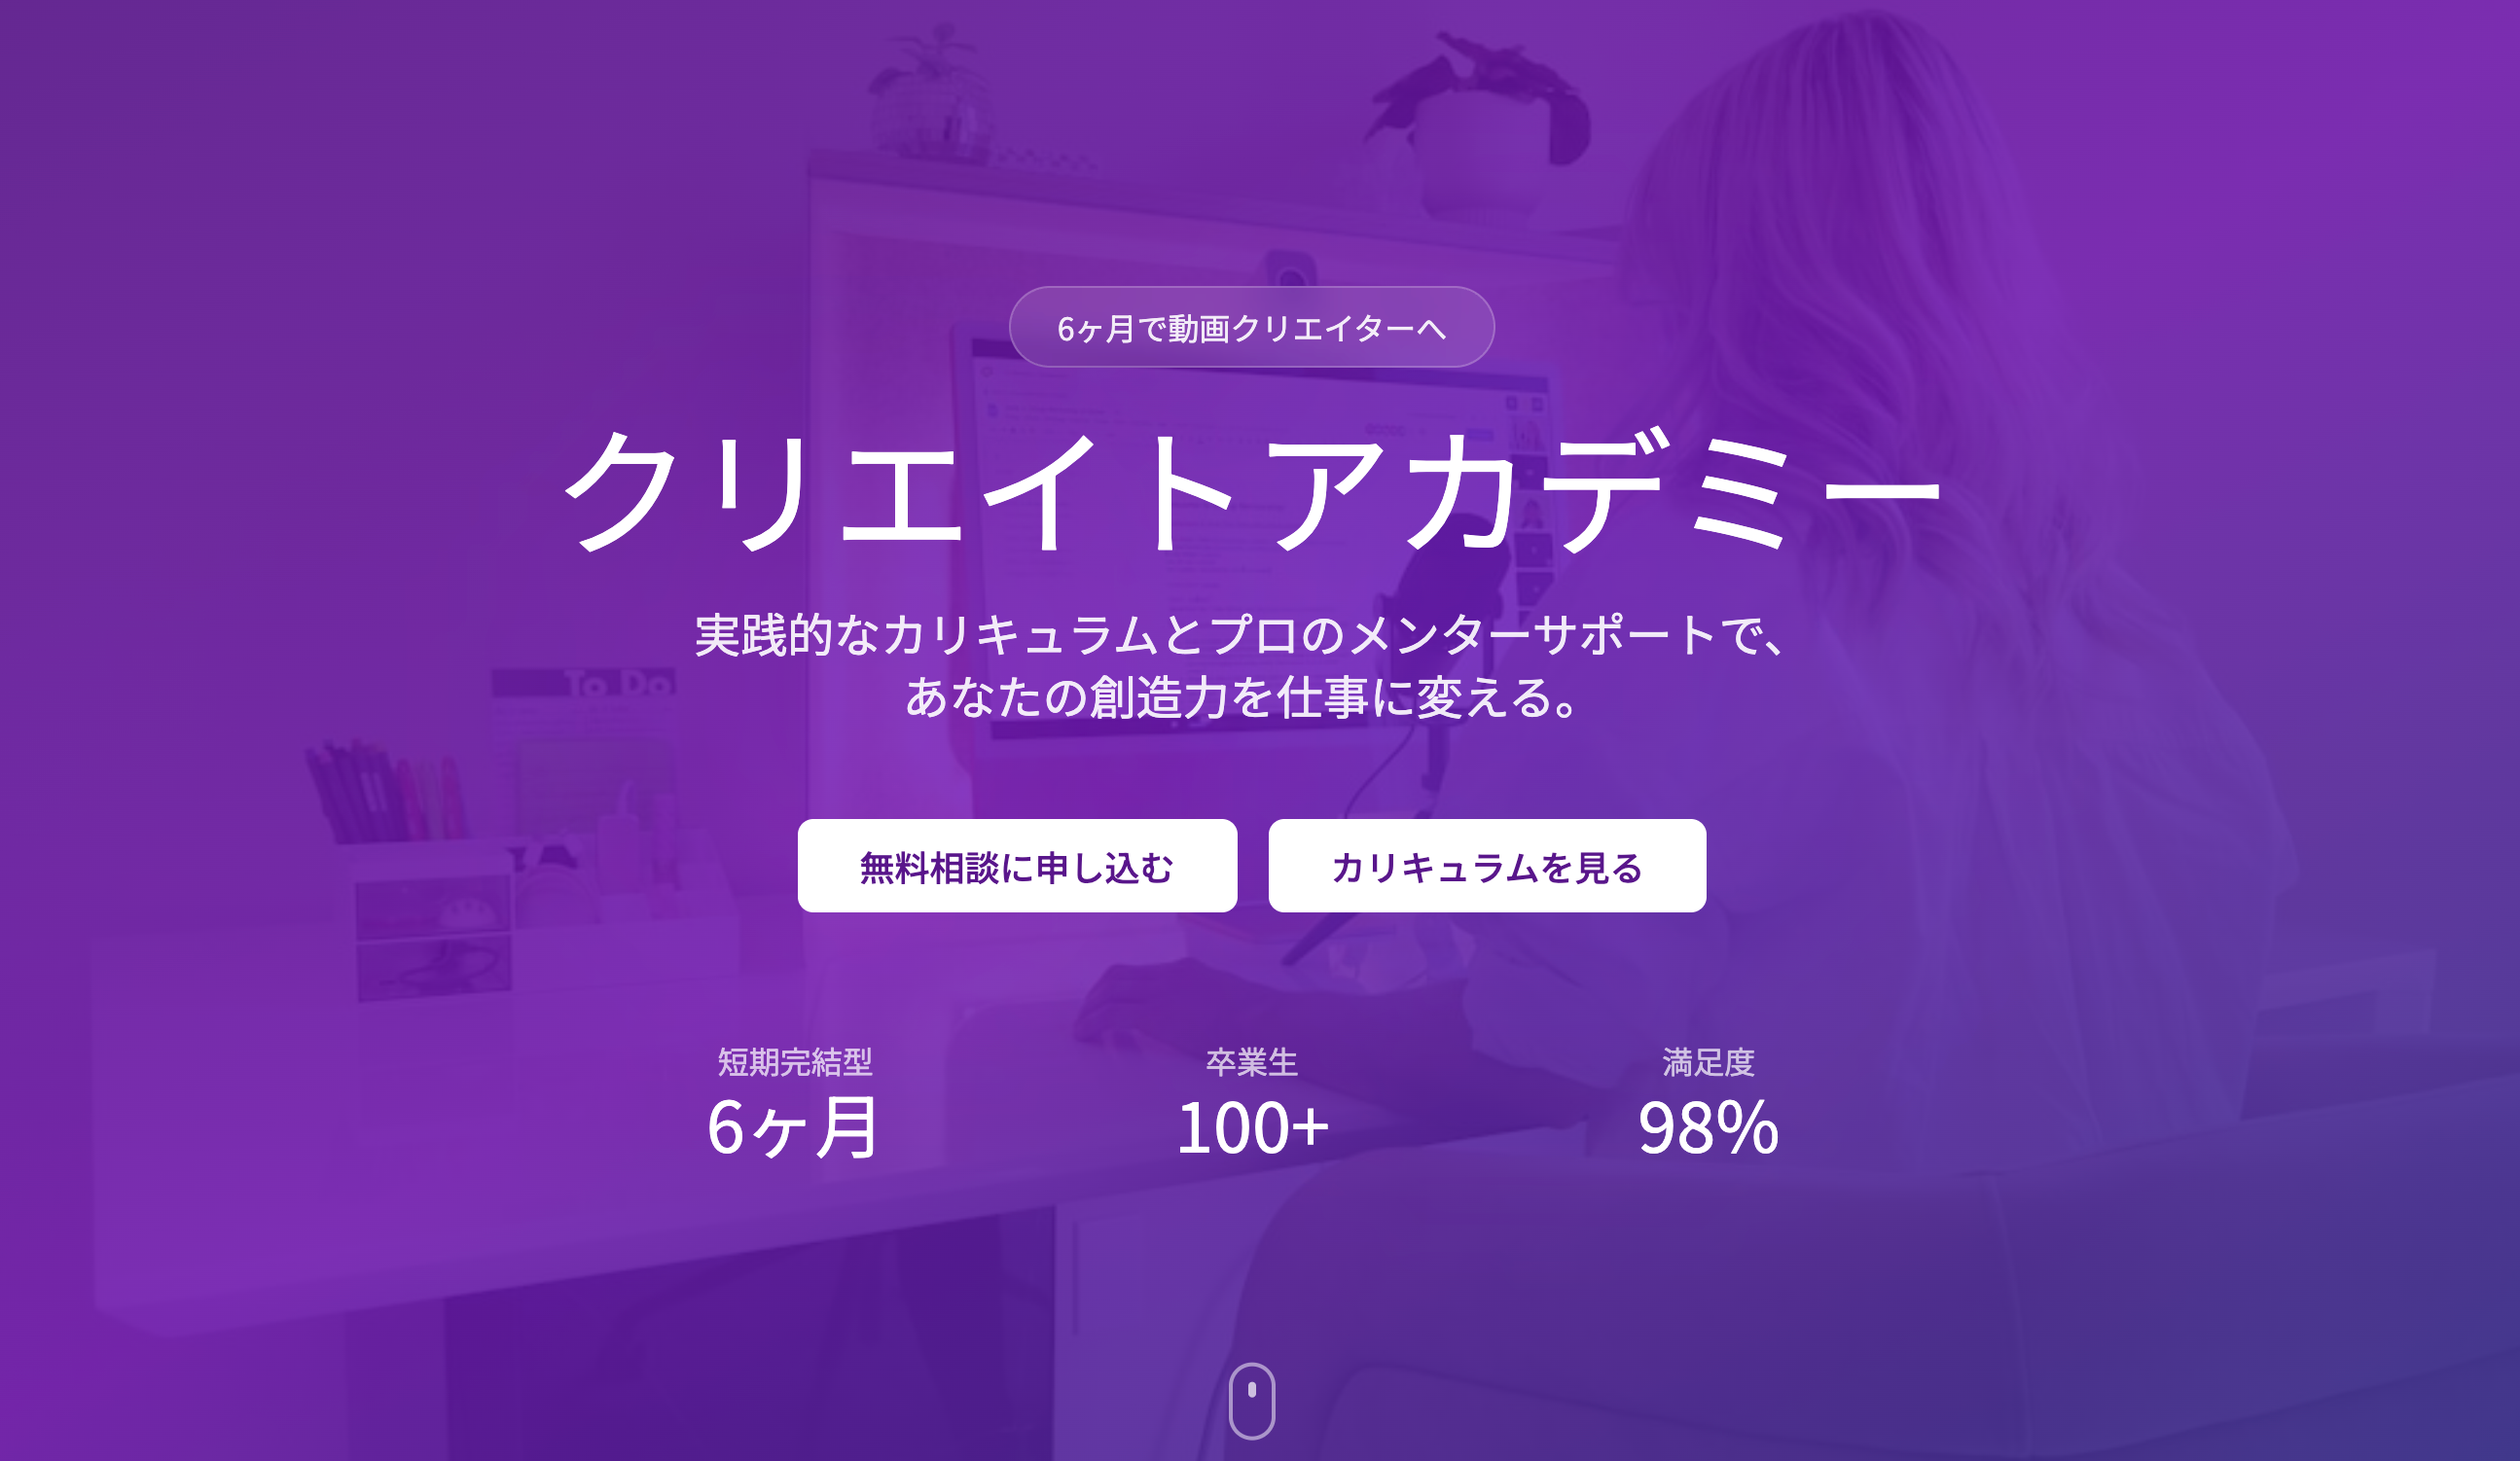 6ヶ月で動画クリエイターへ
クリエイトアカデミー
実践的なカリキュラムとプロのメンターサポートで、
あなたの創造力を仕事に変える。
To Do
無料相談に申し込む
カリキュラムを見る
短期完結型
6ヶ月
卒業生
100+
満足度
98%